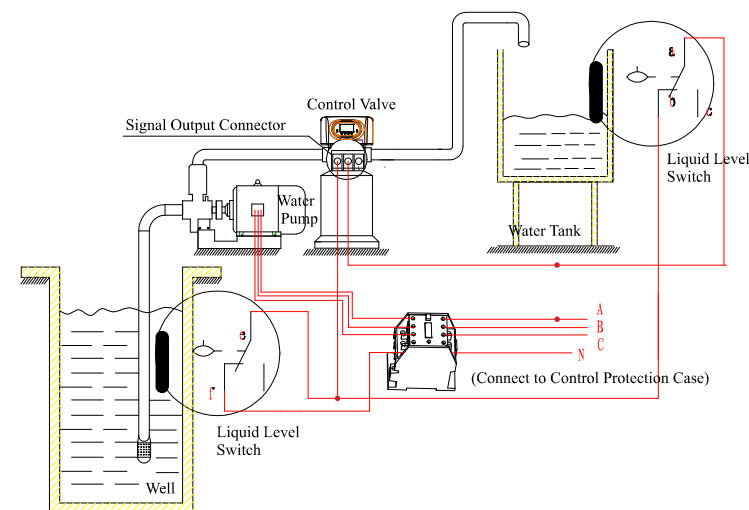 Control Valve
Signal Output Connector
a
b
c
Liquid Level
Switch
Water
Pump
Water Tank
A
B
C
N
e
(Connect to Control Protection Case)
Liquid Level
Switch
Well